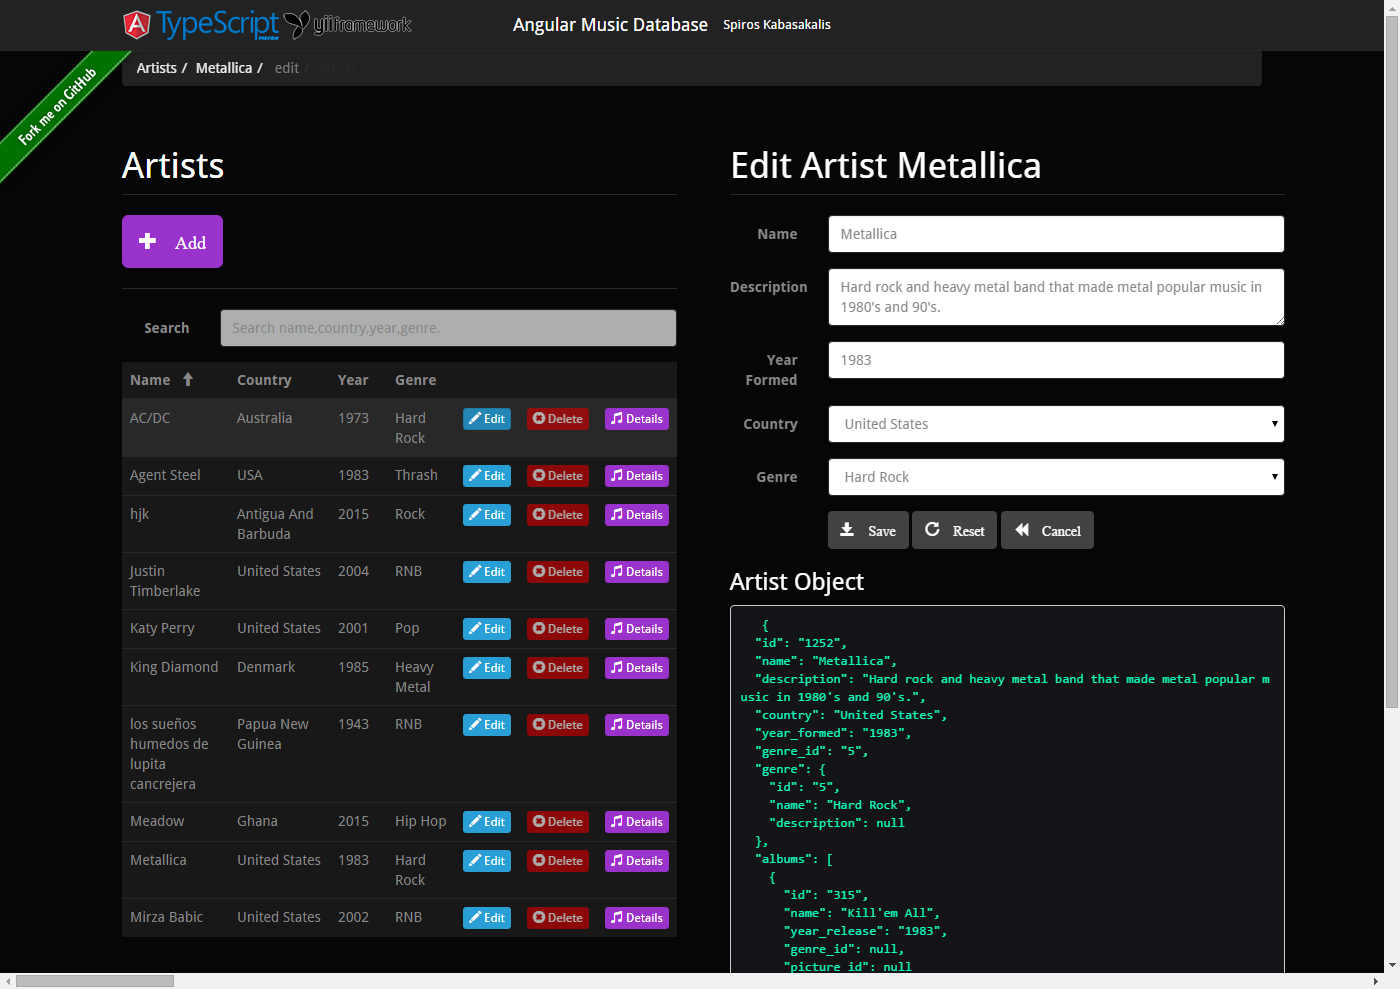 TypeScript PREVIEW yiiframework Angular Music Database Spiros Kabasakalis
Fork me on GitHub
Artists / Metallica / edit / Artists
Artists
Add
Search Search name,country,year,genre.
Name Country Year Genre
AC/DC Australia 1973 Hard Rock Edit Delete Details
Agent Steel USA 1983 Thrash Edit Delete Details
hjk Antigua And Barbuda 2015 Rock Edit Delete Details
Justin Timberlake United States 2004 RNB Edit Delete Details
Katy Perry United States 2001 Pop Edit Delete Details
King Diamond Denmark 1985 Heavy Metal Edit Delete Details
los sueños humedos de lupita cancrejera Papua New Guinea 1943 RNB Edit Delete Details
Meadow Ghana 2015 Hip Hop Edit Delete Details
Metallica United States 1983 Hard Rock Edit Delete Details
Mirza Babic United States 2002 RNB Edit Delete Details
Edit Artist Metallica
Name Metallica
Description Hard rock and heavy metal band that made metal popular music in
1980's and 90's.
Year Formed 1983
Country United States
Genre Hard Rock
Save Reset Cancel
Artist Object
{
"id": "1252",
"name": "Metallica",
"description": "Hard rock and heavy metal band that made metal popular m
usic in 1980's and 90's.",
"country": "United States",
"year_formed": "1983",
"genre_id": "5",
"genre": {
"id": "5",
"name": "Hard Rock",
"description": null
},
"albums": [
{
"id": "315",
"name": "Kill'em All",
"year_release": "1983",
"genre_id": null,
"picture_id": null